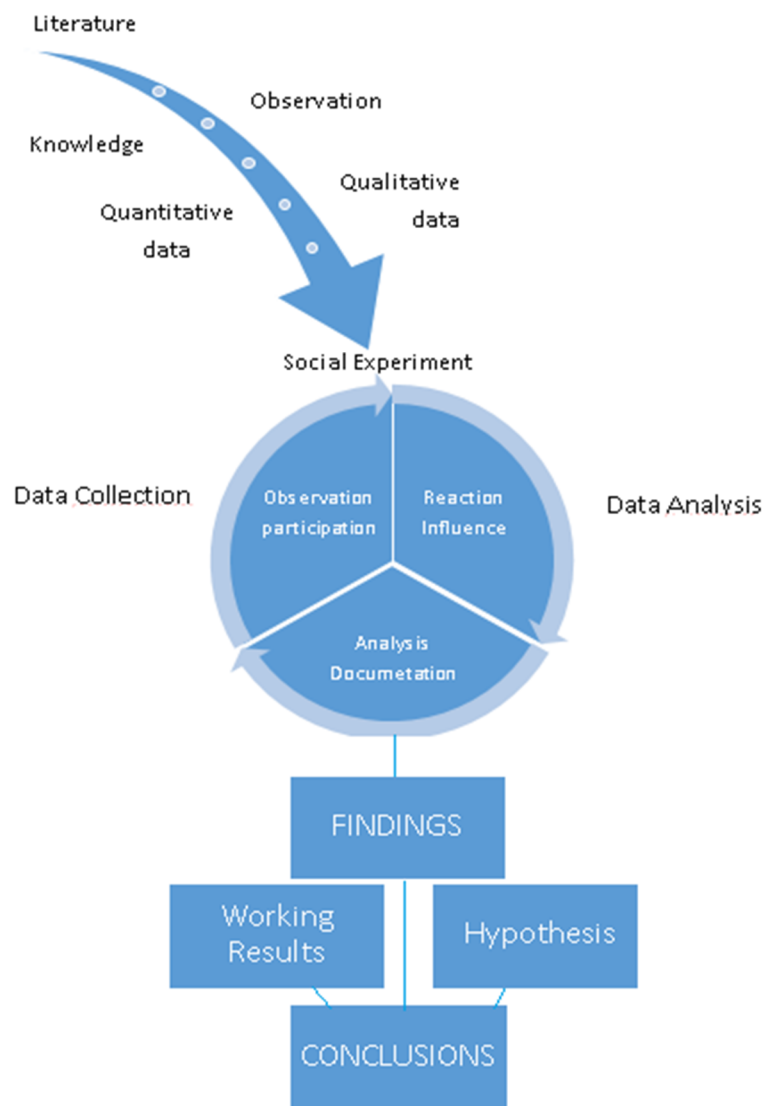 Literature
Observation
Knowledge
Qualitative
data
Quantitative
data
Social Experiment
Data Collection
Observation
participation
Reaction
Influence
Data Analysis
Analysis
Documetation
FINDINGS
Working
Results
Hypothesis
CONCLUSIONS